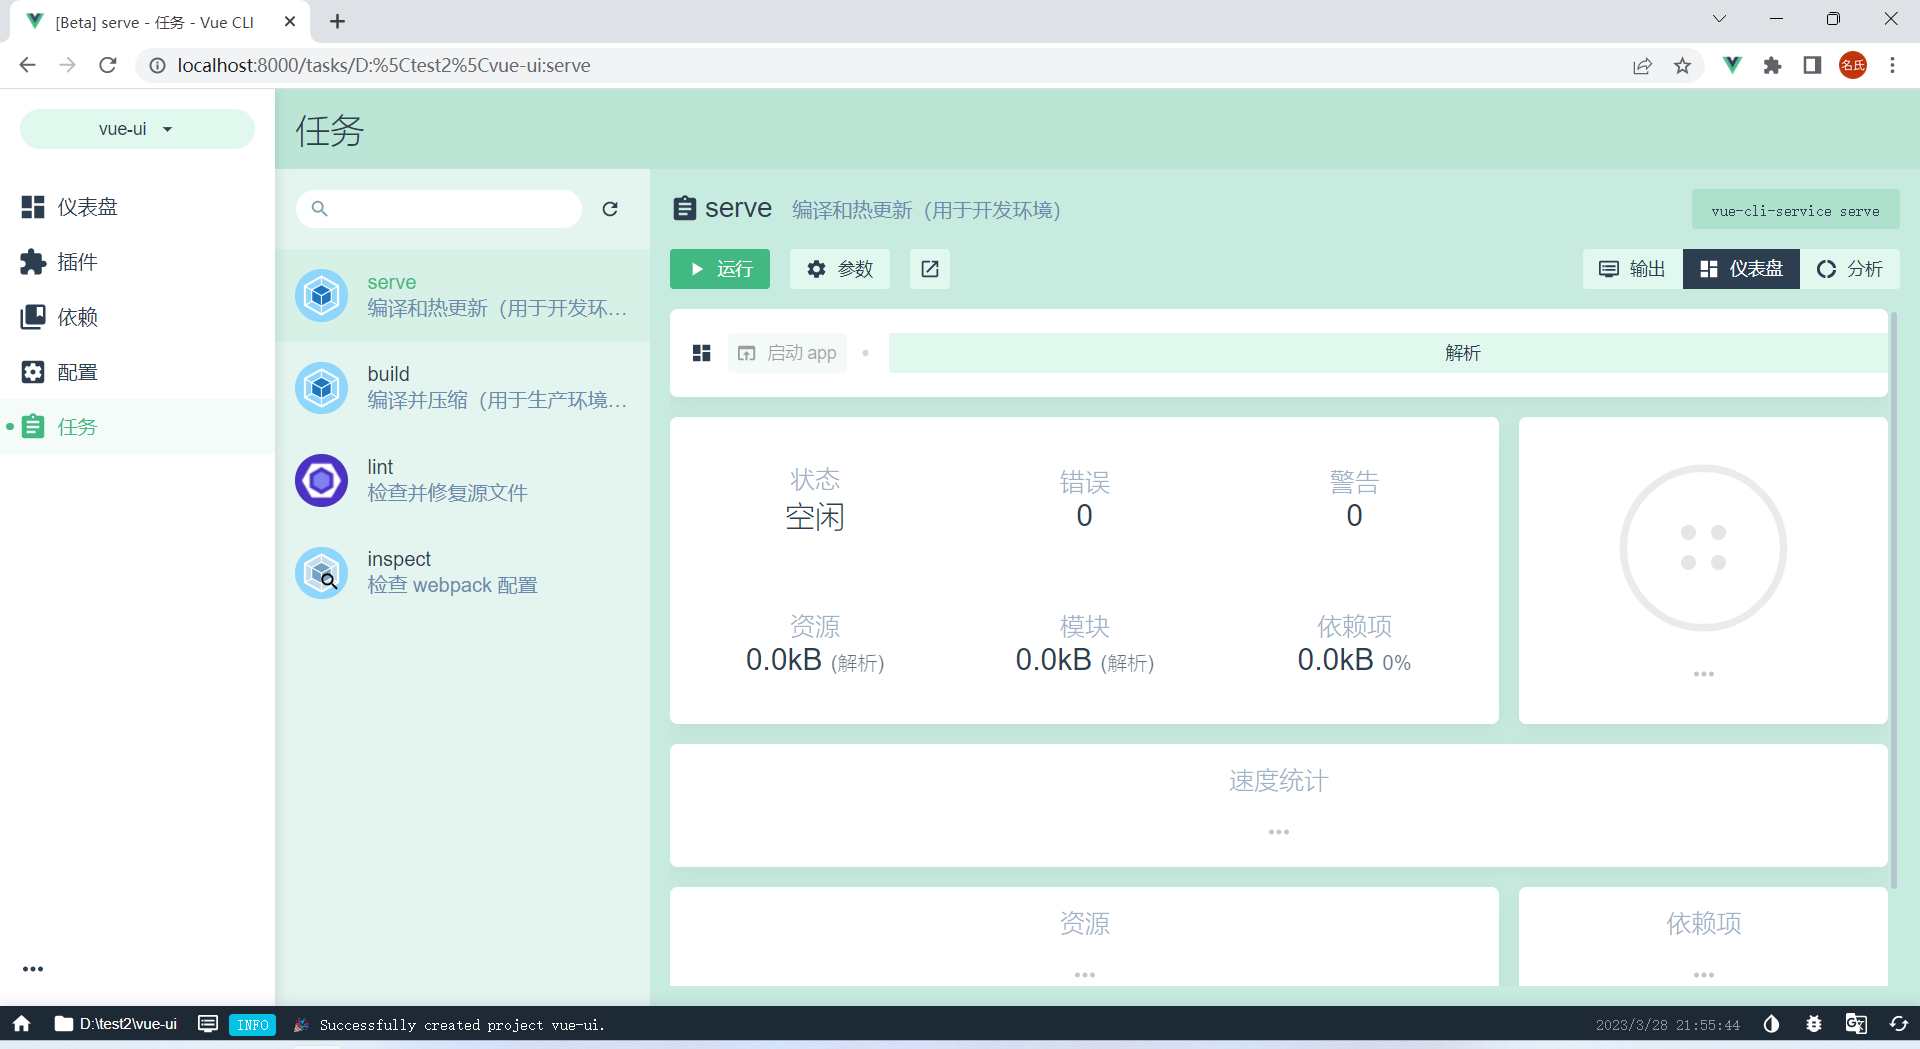 [Beta] serve - 任务 - Vue CLI
localhost:8000/tasks/D:%5Ctest2%5Cvue-ui:serve
名氏
vue-ui
仪表盘
插件
依赖
配置
任务
任务
serve
编译和热更新（用于开发环...
build
编译并压缩（用于生产环境...
lint
检查并修复源文件
inspect
检查 webpack 配置
serve 编译和热更新（用于开发环境）
vue-cli-service serve
运行 参数
输出 仪表盘 分析
启动 app
解析
状态
空闲
错误
0
警告
0
资源
0.0kB (解析)
模块
0.0kB (解析)
依赖项
0.0kB 0%
速度统计
资源
依赖项
D:\test2\vue-ui INFO Successfully created project vue-ui.
2023/3/28 21:55:44